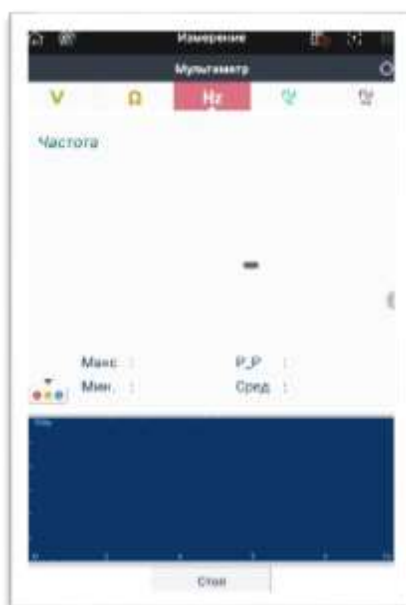 Измерение
Мультиметр
V Ω Hz
Частота
-
Макс. : P_P :
Мин. : Сред. :
Стоп